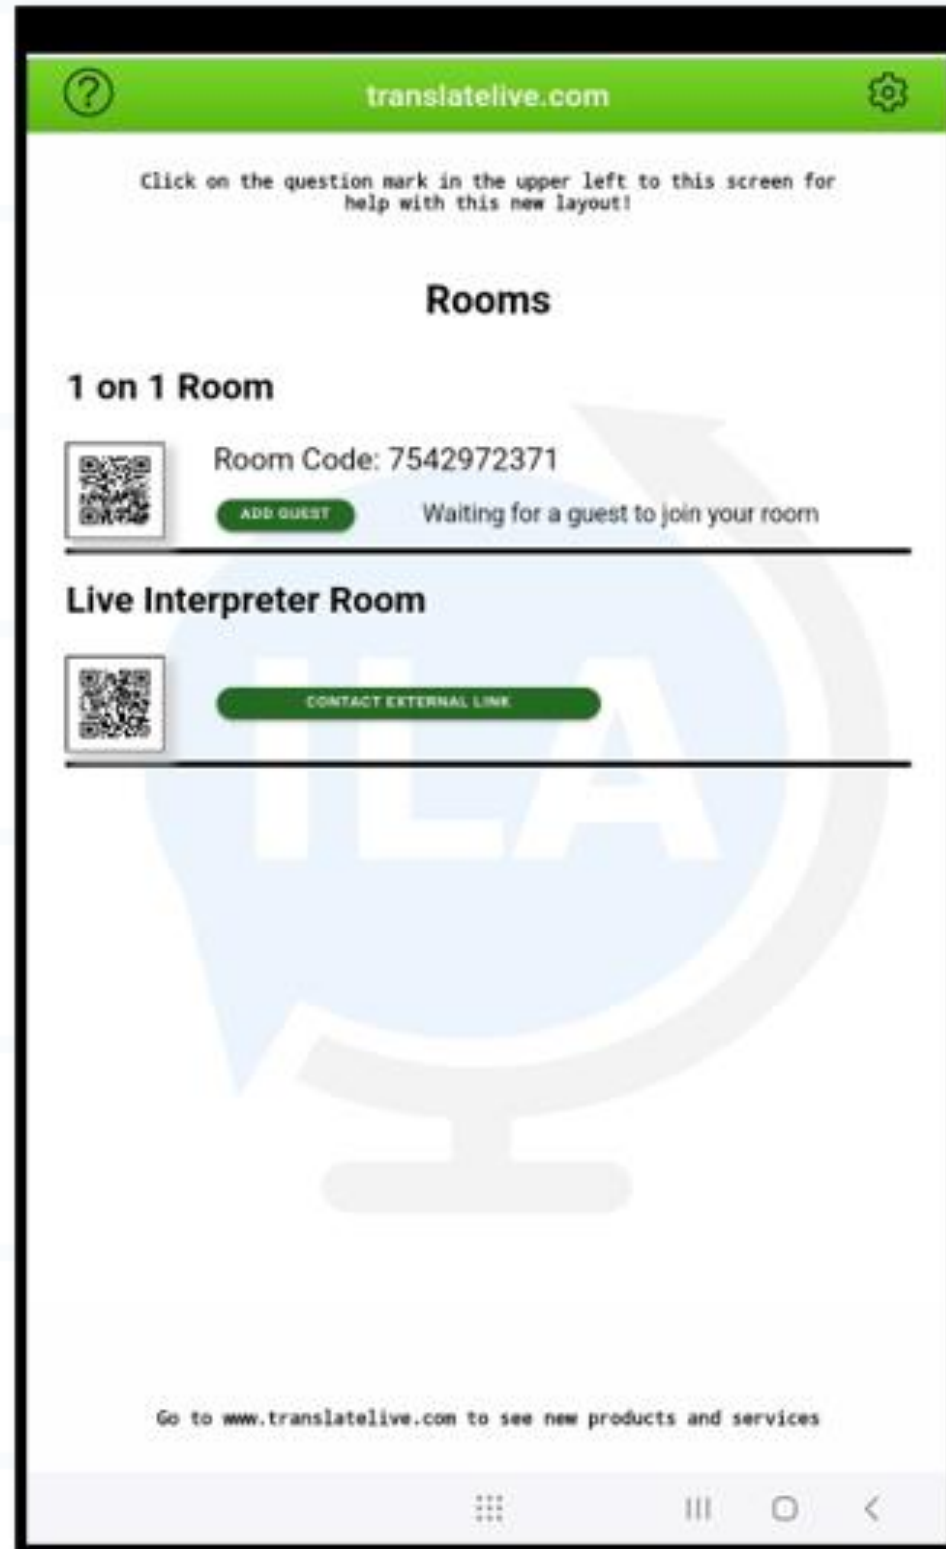 translatelive.com
Click on the question mark in the upper left to this screen for
help with this new layout!
Rooms
1 on 1 Room
Room Code: 7542972371
ADD GUEST
Waiting for a guest to join your room
Live Interpreter Room
CONTACT EXTERNAL LINK
ILA
Go to www.translatelive.com to see new products and services